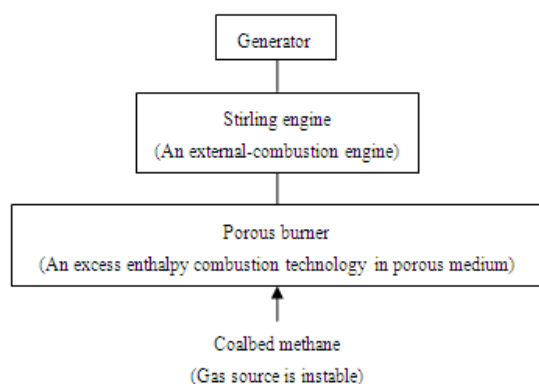 Generator
Stirling engine
(An external-combustion engine)
Porous burner
(An excess enthalpy combustion technology in porous medium)
Coalbed methane
(Gas source is instable)